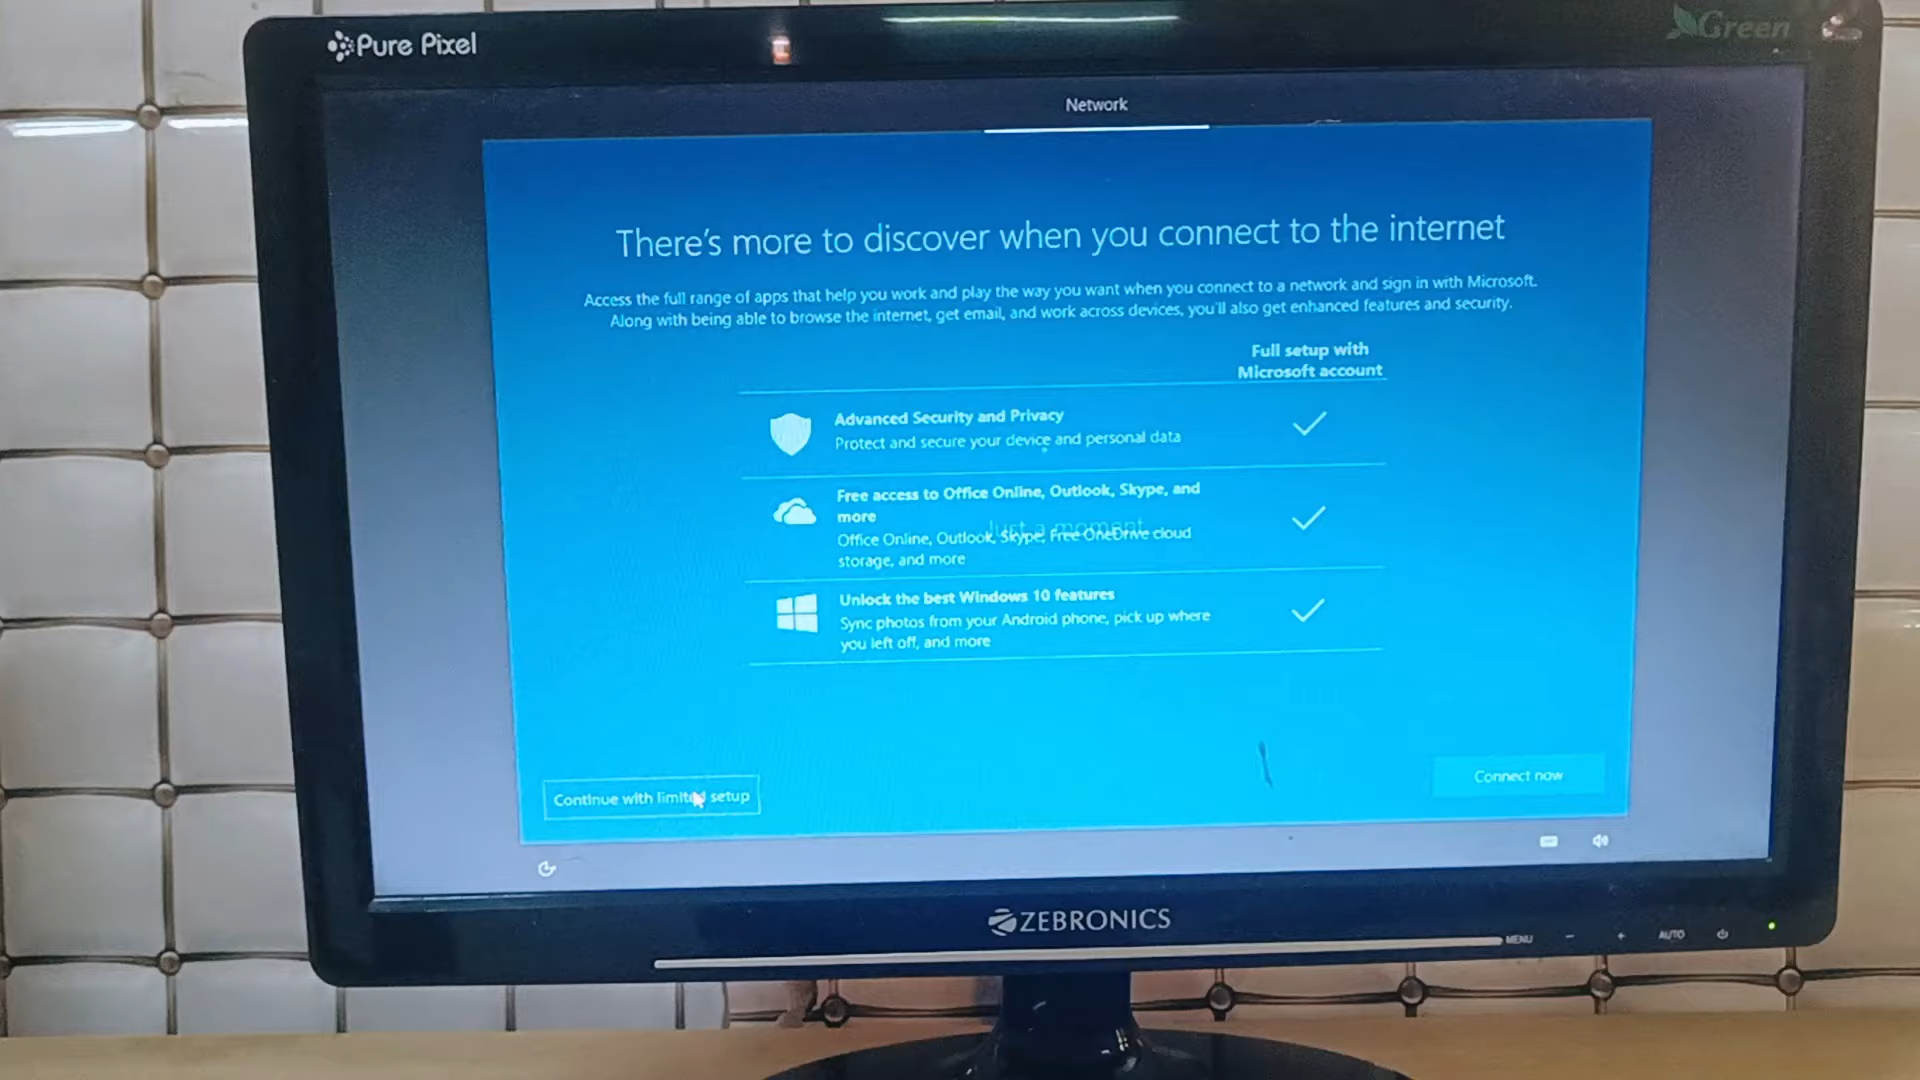 Pure Pixel
Green
Network
There's more to discover when you connect to the internet
Access the full range of apps that help you work and play the way you want when you connect to a network and sign in with Microsoft.
Along with being able to browse the internet, get email, and work across devices, you'll also get enhanced features and security.
Full setup with
Microsoft account
Advanced Security and Privacy
Protect and secure your device and personal data
Free access to Office Online, Outlook, Skype, and
more
Just a moment
Office Online, Outlook, Skype, Free OneDrive cloud
storage, and more
Unlock the best Windows 10 features
Sync photos from your Android phone, pick up where
you left off, and more
Continue with limited setup
Connect now
ZEBRONICS
MENU - + AUTO